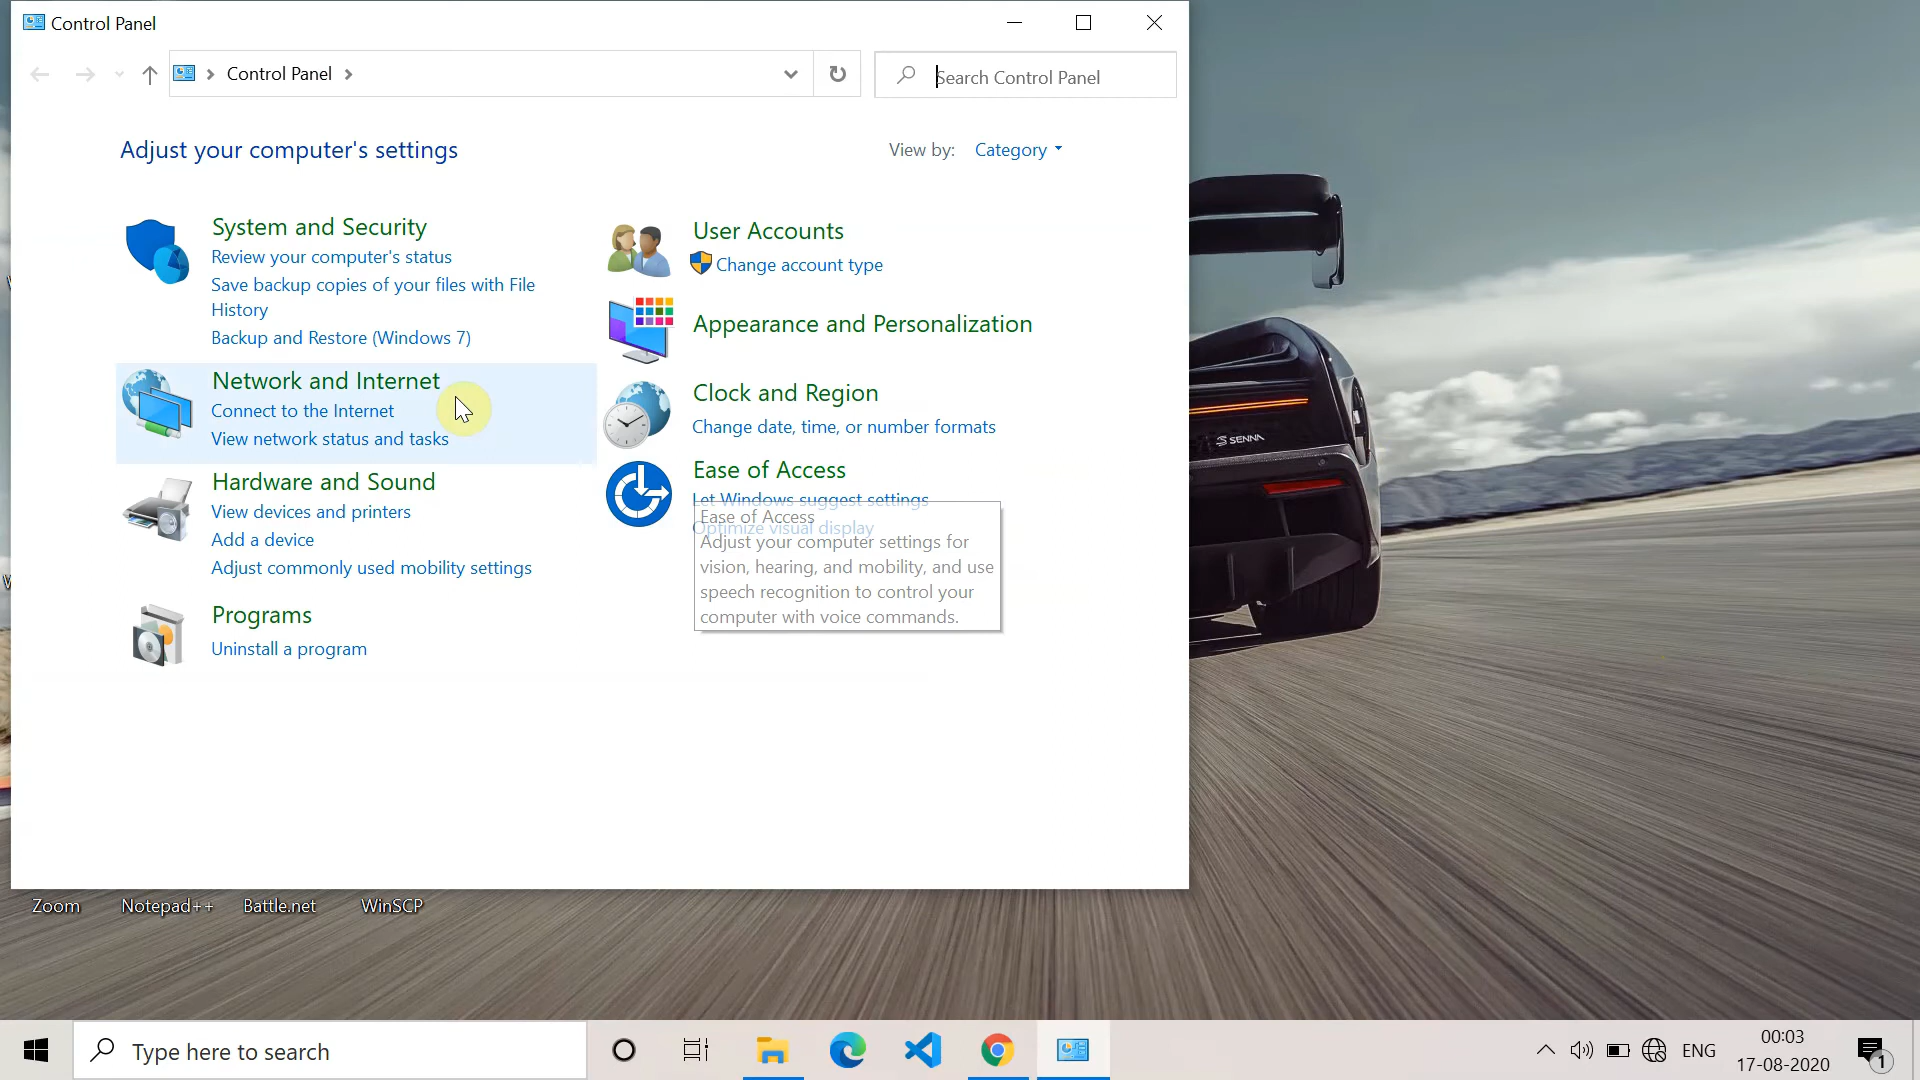 Control Panel
Control Panel
Search Control Panel
Adjust your computer's settings
View by: Category
System and Security
Review your computer's status
Save backup copies of your files with File
History
Backup and Restore (Windows 7)
Network and Internet
Connect to the Internet
View network status and tasks
Hardware and Sound
View devices and printers
Add a device
Adjust commonly used mobility settings
Programs
Uninstall a program
User Accounts
Change account type
Appearance and Personalization
Clock and Region
Change date, time, or number formats
Ease of Access
Let Windows suggest settings
Optimize visual display
Ease of Access
Adjust your computer settings for
vision, hearing, and mobility, and use
speech recognition to control your
computer with voice commands.
SENNA
Zoom Notepad++ Battle.net WinSCP
Type here to search
ENG
00:03
17-08-2020
1